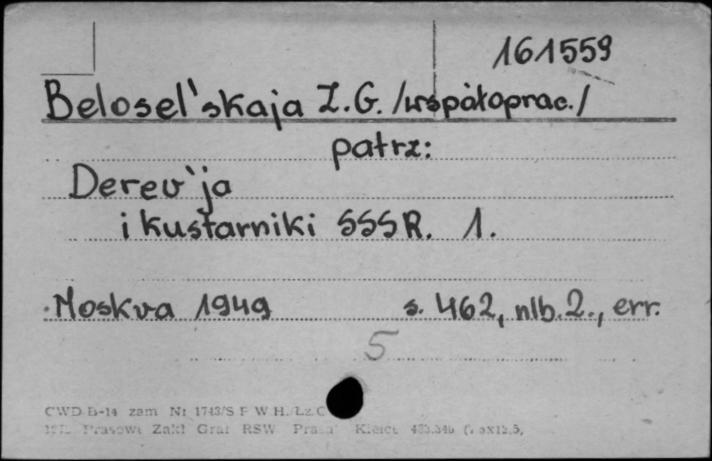 161559
Belosel'skaja Z.G. /współoprac./
patrz:
Derev'ja
i kustarniki SSSR. 1.
Moskva 1949 s. 462, nlb. 2., err.
5
CWD B-14 zam Nr 1743/S F W H. Lz. C
Prasowe Zakł Graf RSW Prasa Kielce